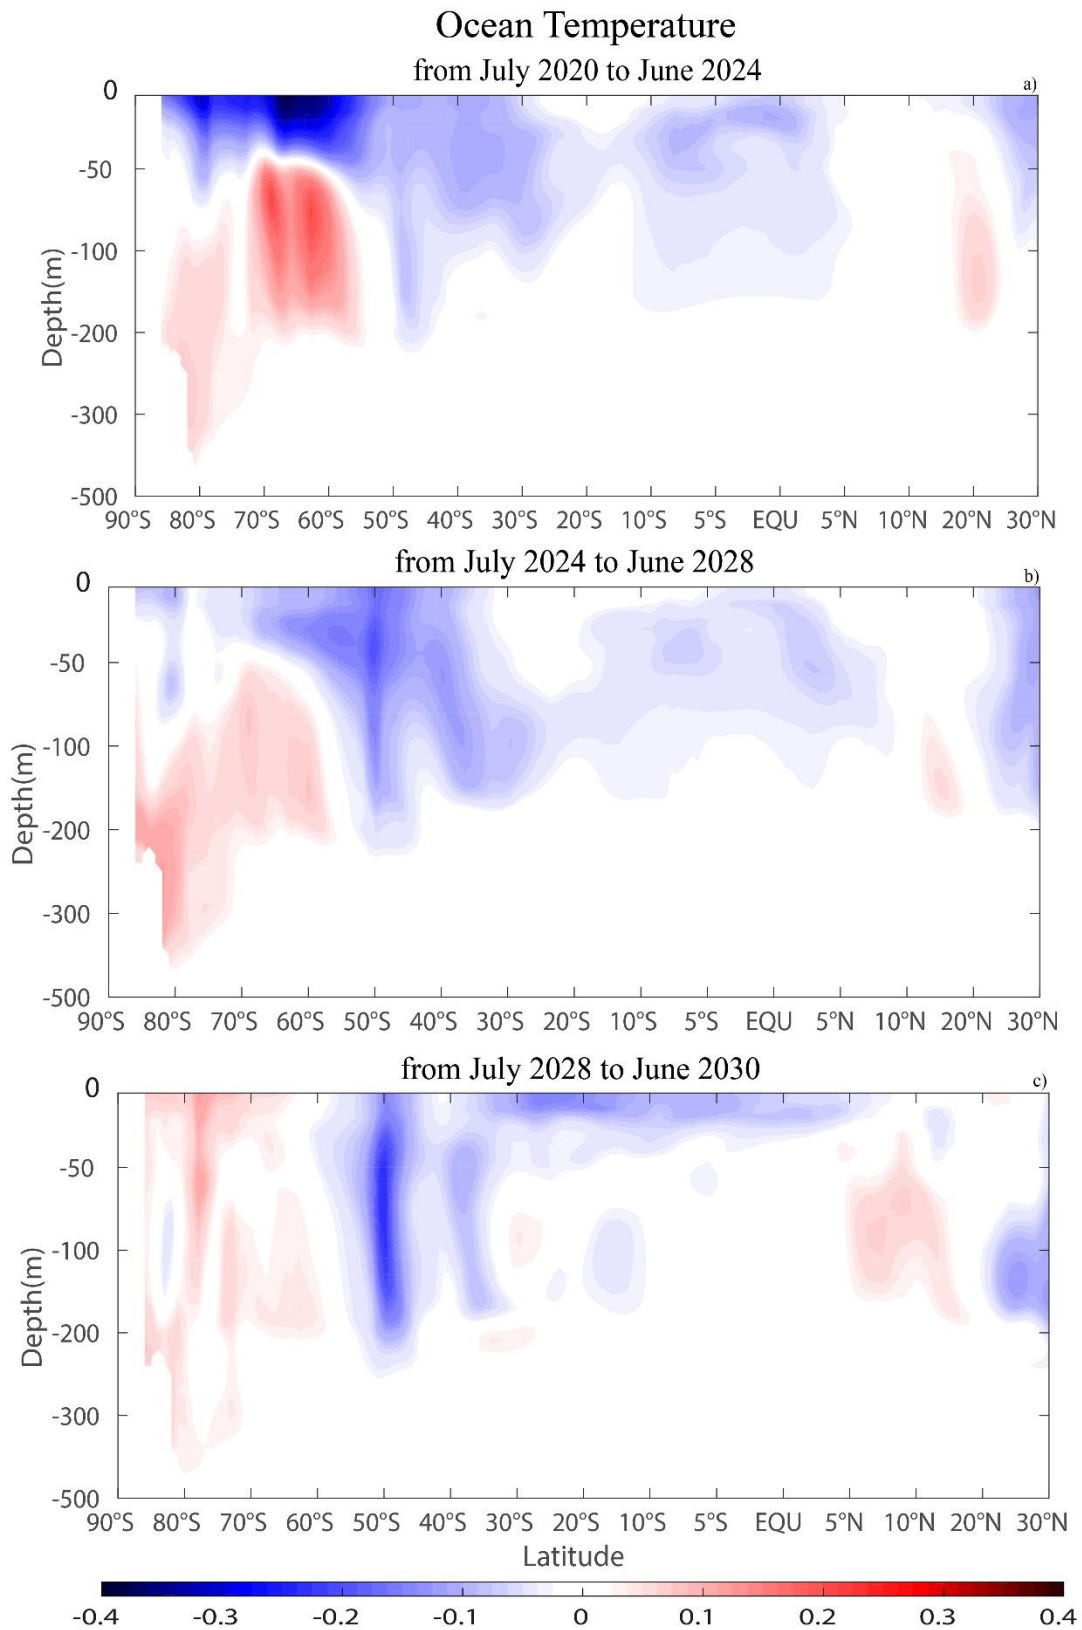 Ocean Temperature
from July 2020 to June 2024
a)
0
-50
-100
-200
-300
-500
Depth(m)
90°S 80°S 70°S 60°S 50°S 40°S 30°S 20°S 10°S 5°S EQU 5°N 10°N 20°N 30°N
from July 2024 to June 2028
b)
0
-50
-100
-200
-300
-500
Depth(m)
90°S 80°S 70°S 60°S 50°S 40°S 30°S 20°S 10°S 5°S EQU 5°N 10°N 20°N 30°N
from July 2028 to June 2030
c)
0
-50
-100
-200
-300
-500
Depth(m)
90°S 80°S 70°S 60°S 50°S 40°S 30°S 20°S 10°S 5°S EQU 5°N 10°N 20°N 30°N
Latitude
-0.4 -0.3 -0.2 -0.1 0 0.1 0.2 0.3 0.4